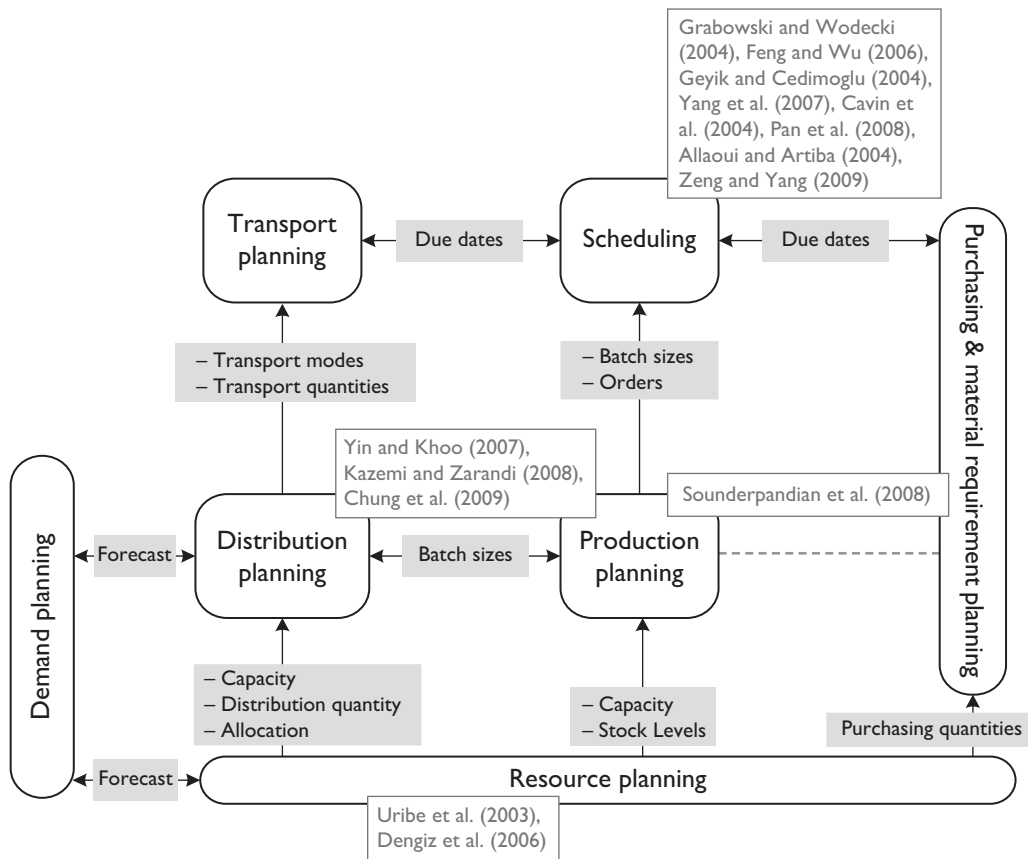 Grabowski and Wodecki
(2004), Feng and Wu (2006),
Geyik and Cedimoglu (2004),
Yang et al. (2007), Cavin et
al. (2004), Pan et al. (2008),
Allaoui and Artiba (2004),
Zeng and Yang (2009)
Transport
planning
Due dates
Scheduling
Due dates
Purchasing & material requirement planning
– Transport modes
– Transport quantities
– Batch sizes
– Orders
Yin and Khoo (2007),
Kazemi and Zarandi (2008),
Chung et al. (2009)
Sounderpandian et al. (2008)
Demand planning
Forecast
Distribution
planning
Batch sizes
Production
planning
– Capacity
– Distribution quantity
– Allocation
– Capacity
– Stock Levels
Purchasing quantities
Forecast
Resource planning
Uribe et al. (2003),
Dengiz et al. (2006)